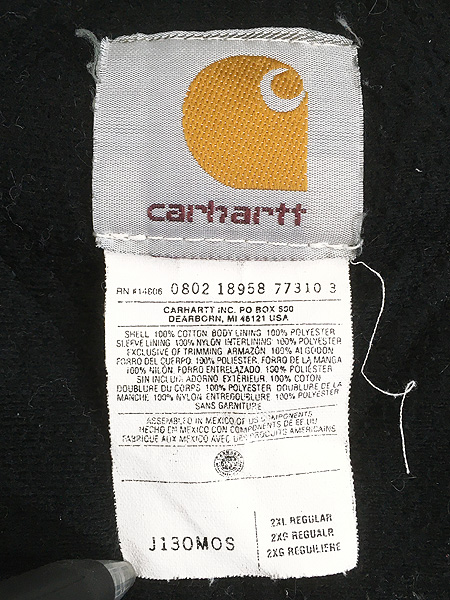 carhartt
RN #14806 0802 18958 77310 3
CARHARTT INC. PO BOX 500
DEARBORN, MI 48121 USA
SHELL 100% COTTON BODY LINING 100% POLYESTER
SLEEVE LINING 100% NYLON INTERLINING 100% POLYESTER
EXCLUSIVE OF TRIMMING ARMAZÓN 100% ALGODON
FORRO DEL CUERPO 100% POLIESTER. FORRO DE LA MANGA
100% NILÓN. FORRO ENTRELAZADO. 100% POLIÉSTER
SIN INCLUIR ADORNO EXTÉRIEUR. 100% COTON
DOUBLURE DU CORPS 100% POLYESTER DOUBLURE DE LA
MANCHE 100% NYLON ENTREDOUBLURE 100% POLYESTER
SANS GARNITURE
ASSEMBLED IN MEXICO OF US COMPONENTS
HECHO EN MEXICO CON COMPONENTES DE EE UU
FABRIQUE AUX MEXICO AVEC DES PRODUITS AMERICAINS
J130MOS
2XL REGULAR
2XG REGUALR
2XG REGULIERE